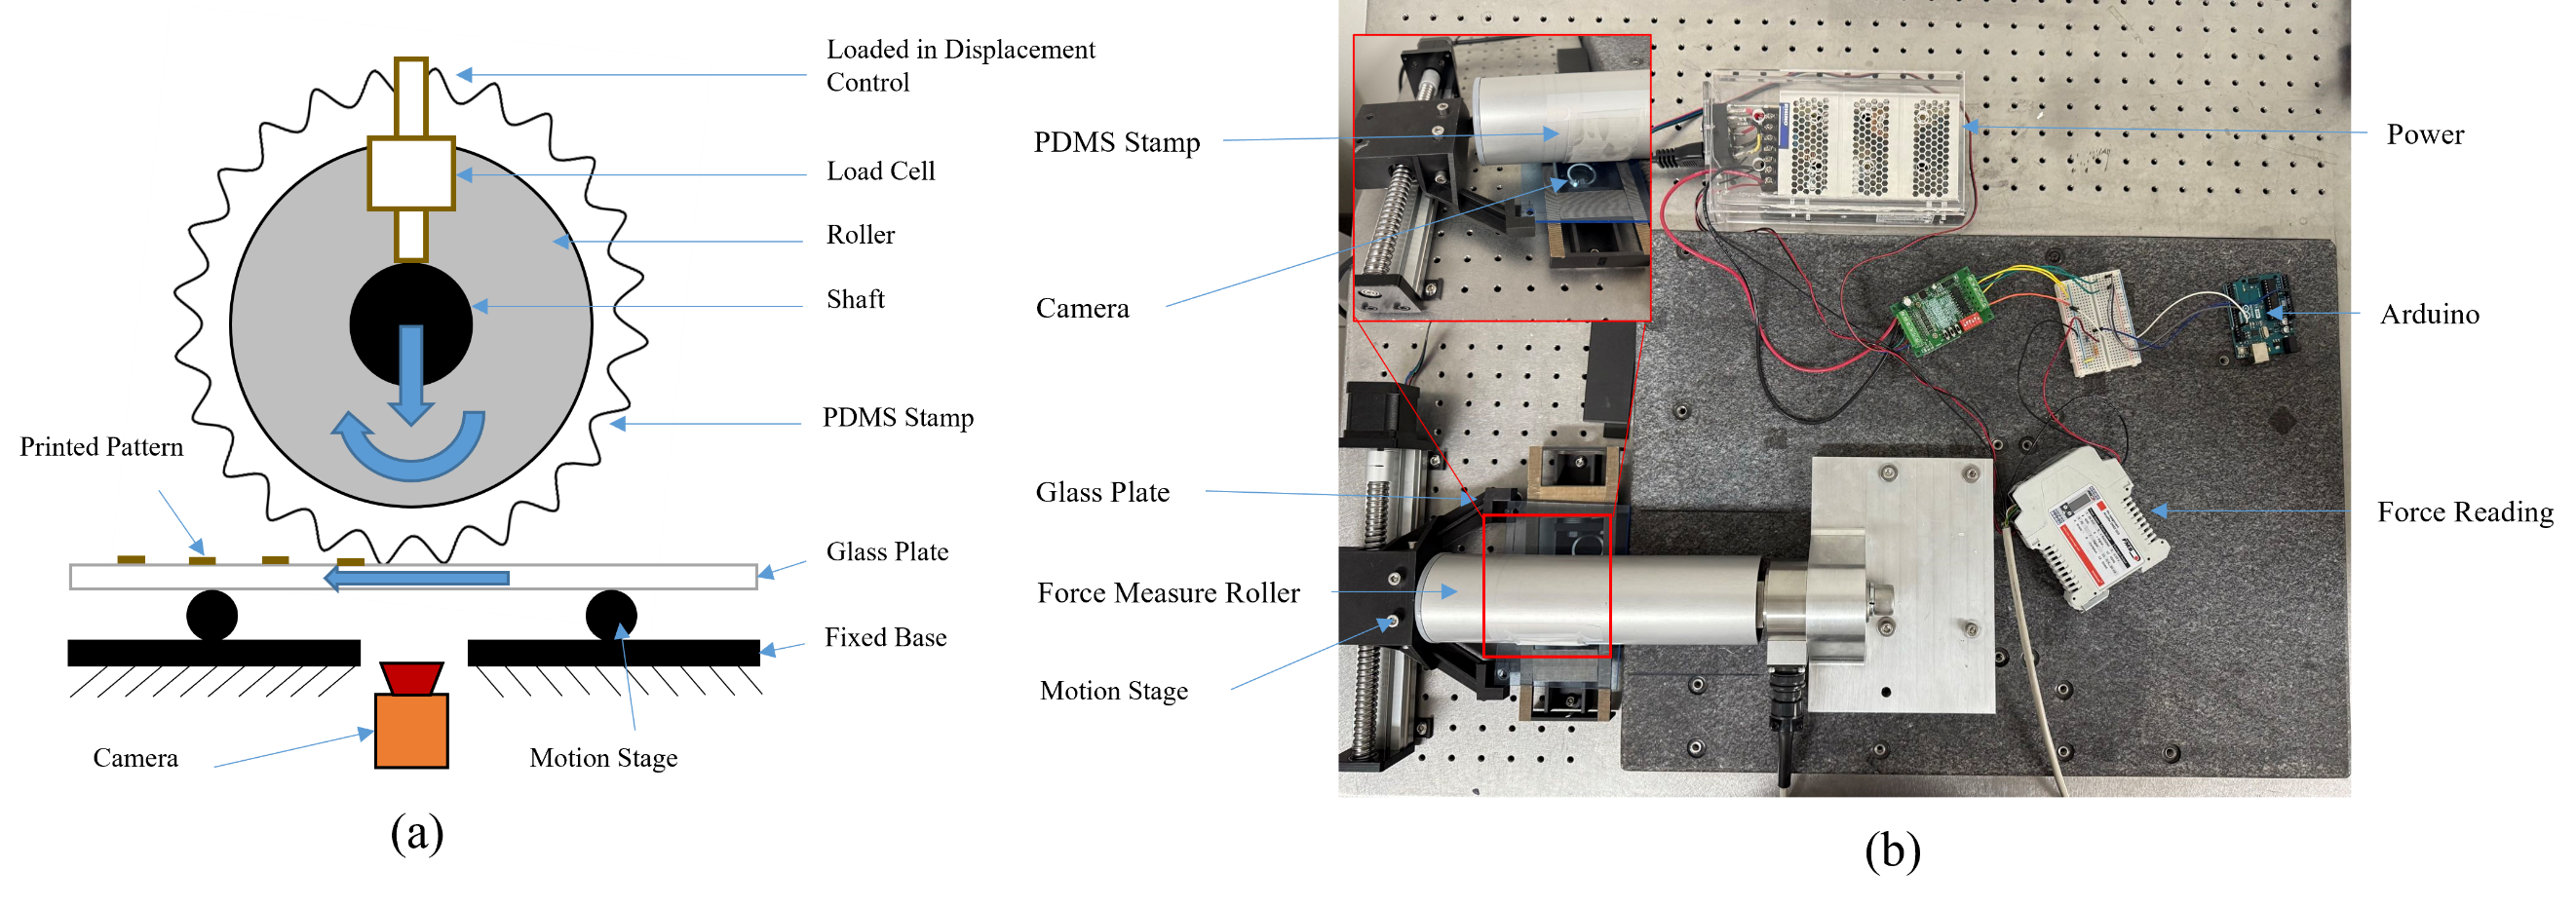 Loaded in Displacement
Control
Load Cell
Roller
Shaft
PDMS Stamp
Printed Pattern
Glass Plate
Fixed Base
Camera
Motion Stage
(a)
PDMS Stamp
Camera
Glass Plate
Force Measure Roller
Motion Stage
Power
Arduino
Force Reading
(b)